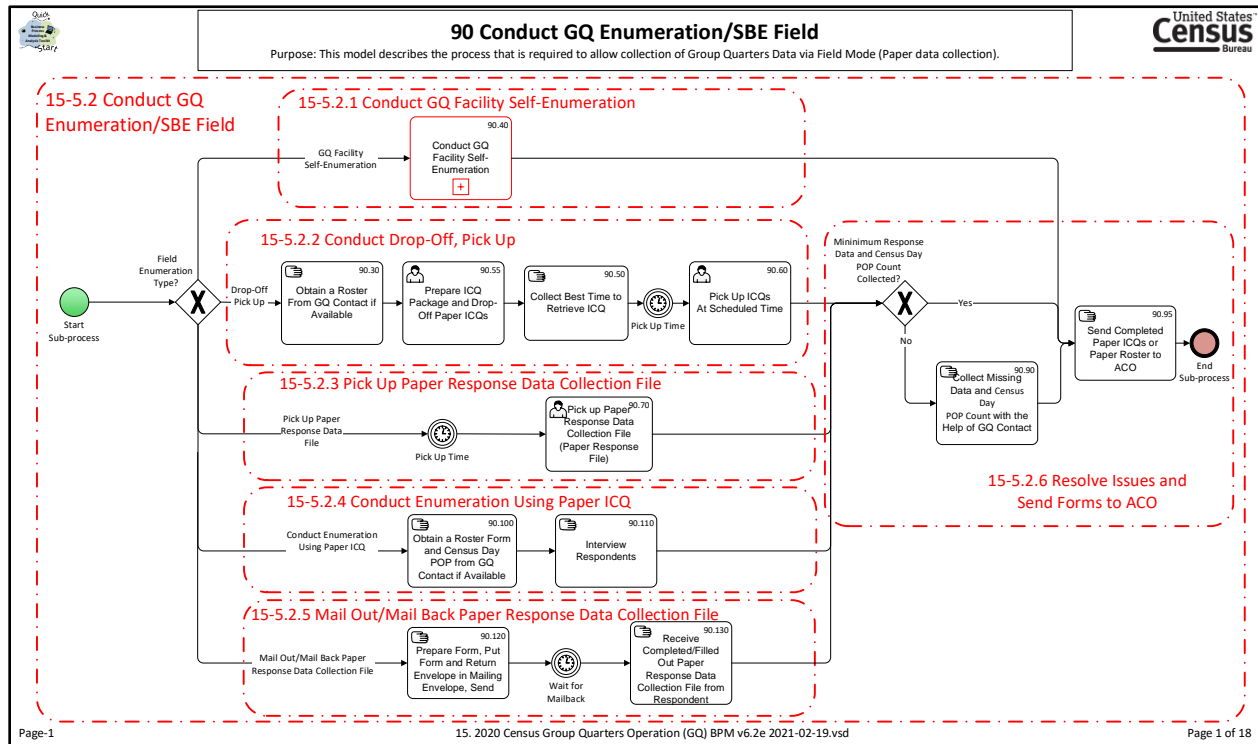 Quick
Business
Process
Modeling &
Analysis Toolkit
Start
90 Conduct GQ Enumeration/SBE Field
Purpose: This model describes the process that is required to allow collection of Group Quarters Data via Field Mode (Paper data collection).
United States™
Census
Bureau
15-5.2 Conduct GQ
Enumeration/SBE Field
15-5.2.1 Conduct GQ Facility Self-Enumeration
GQ Facility
Self-Enumeration
90.40
Conduct GQ
Facility Self-
Enumeration
Start
Sub-process
Field
Enumeration
Type?
15-5.2.2 Conduct Drop-Off, Pick Up
Drop-Off
Pick Up
90.30
Obtain a Roster
From GQ Contact if
Available
90.55
Prepare ICQ
Package and Drop-
Off Paper ICQs
90.50
Collect Best Time to
Retrieve ICQ
Pick Up Time
90.60
Pick Up ICQs
At Scheduled Time
15-5.2.3 Pick Up Paper Response Data Collection File
Pick Up Paper
Response Data
File
Pick Up Time
90.70
Pick up Paper
Response Data
Collection File
(Paper Response
File)
15-5.2.4 Conduct Enumeration Using Paper ICQ
Conduct Enumeration
Using Paper ICQ
90.100
Obtain a Roster Form
and Census Day
POP from GQ
Contact if Available
90.110
Interview
Respondents
15-5.2.5 Mail Out/Mail Back Paper Response Data Collection File
Mail Out/Mail Back Paper
Response Data Collection File
90.120
Prepare Form, Put
Form and Return
Envelope in Mailing
Envelope, Send
Wait for
Mailback
90.130
Receive
Completed/Filled
Out Paper
Response Data
Collection File from
Respondent
Mininimum Response
Data and Census Day
POP Count
Collected?
Yes
No
90.90
Collect Missing
Data and Census
Day
POP Count with the
Help of GQ Contact
90.95
Send Completed
Paper ICQs or
Paper Roster to
ACO
End
Sub-process
15-5.2.6 Resolve Issues and
Send Forms to ACO
Page-1
15. 2020 Census Group Quarters Operation (GQ) BPM v6.2e 2021-02-19.vsd
Page 1 of 18